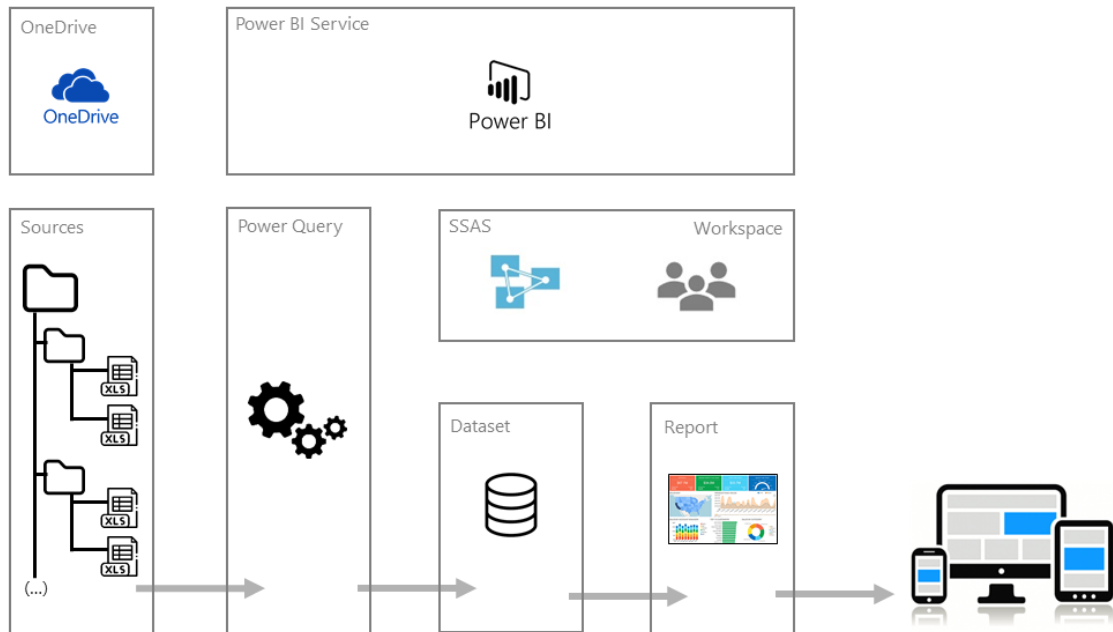 OneDrive
OneDrive
Power BI Service
Power BI
Sources
XLS
XLS
XLS
XLS
(...)
Power Query
SSAS
Workspace
Dataset
Report